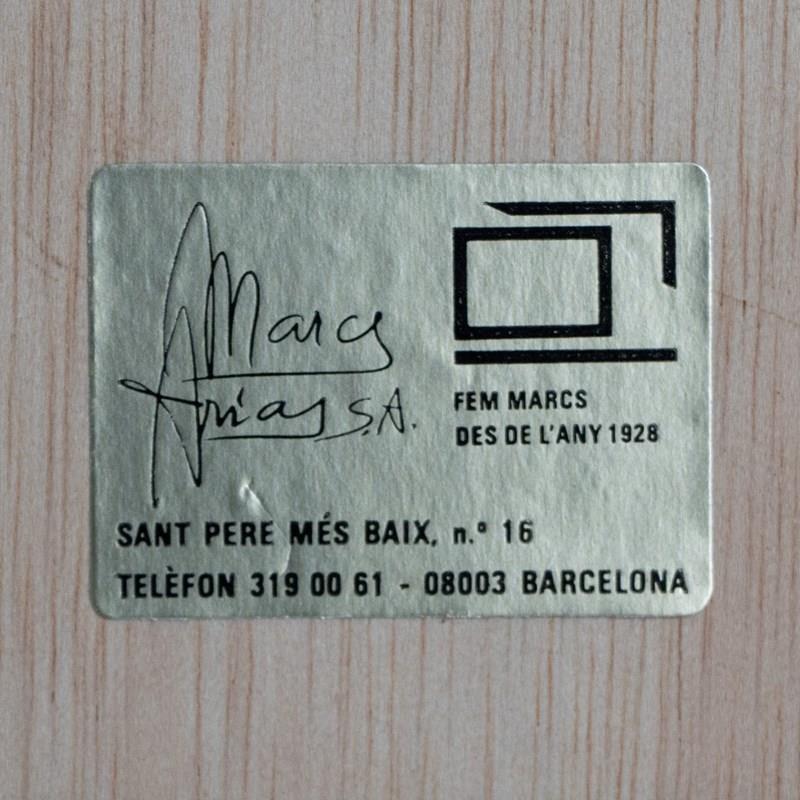 Marcs
Arias S.A.
FEM MARCS
DES DE L'ANY 1928
SANT PERE MÉS BAIX, n.º 16
TELÈFON 319 00 61 - 08003 BARCELONA